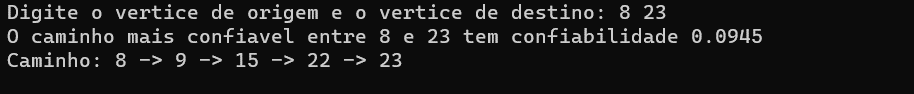 Digite o vertice de origem e o vertice de destino: 8 23
O caminho mais confiavel entre 8 e 23 tem confiabilidade 0.0945
Caminho: 8 -> 9 -> 15 -> 22 -> 23